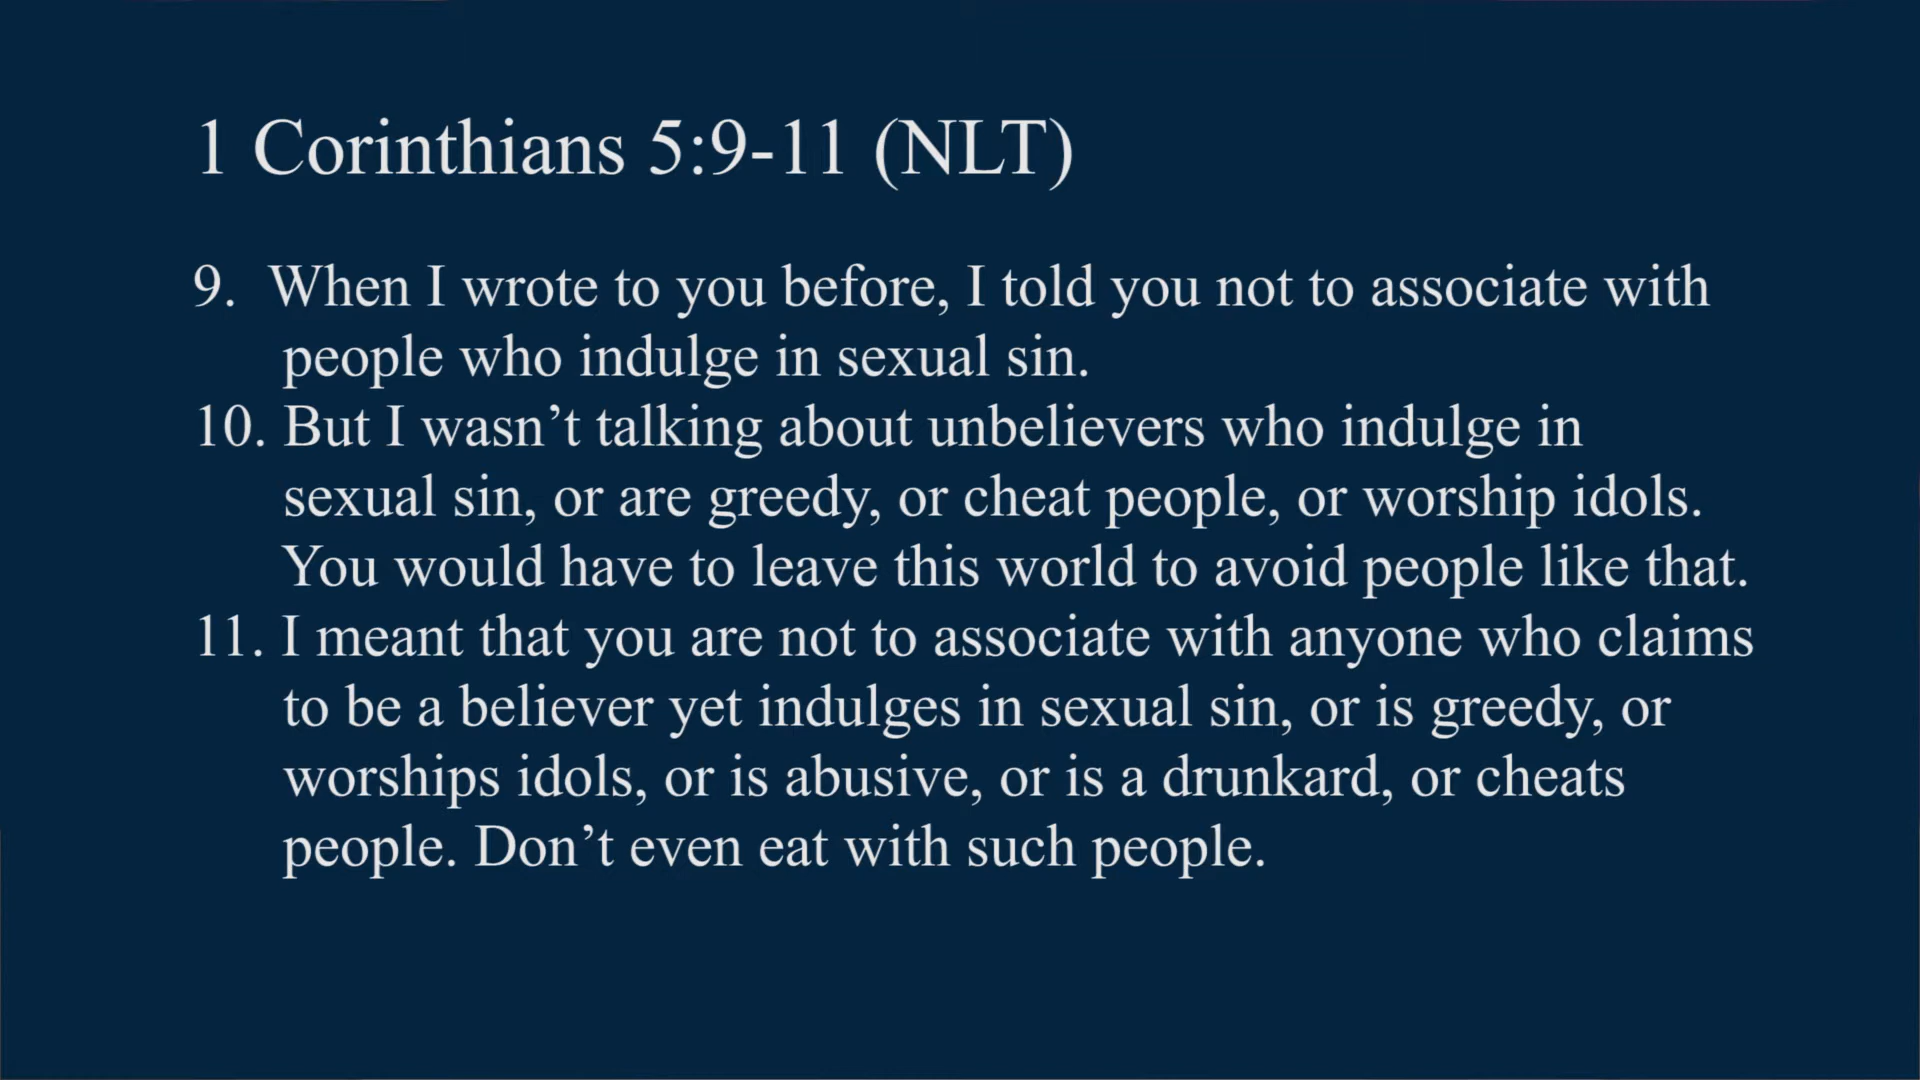 1 Corinthians 5:9-11 (NLT)
9. When I wrote to you before, I told you not to associate with
people who indulge in sexual sin.
10. But I wasn’t talking about unbelievers who indulge in
sexual sin, or are greedy, or cheat people, or worship idols.
You would have to leave this world to avoid people like that.
11. I meant that you are not to associate with anyone who claims
to be a believer yet indulges in sexual sin, or is greedy, or
worships idols, or is abusive, or is a drunkard, or cheats
people. Don’t even eat with such people.